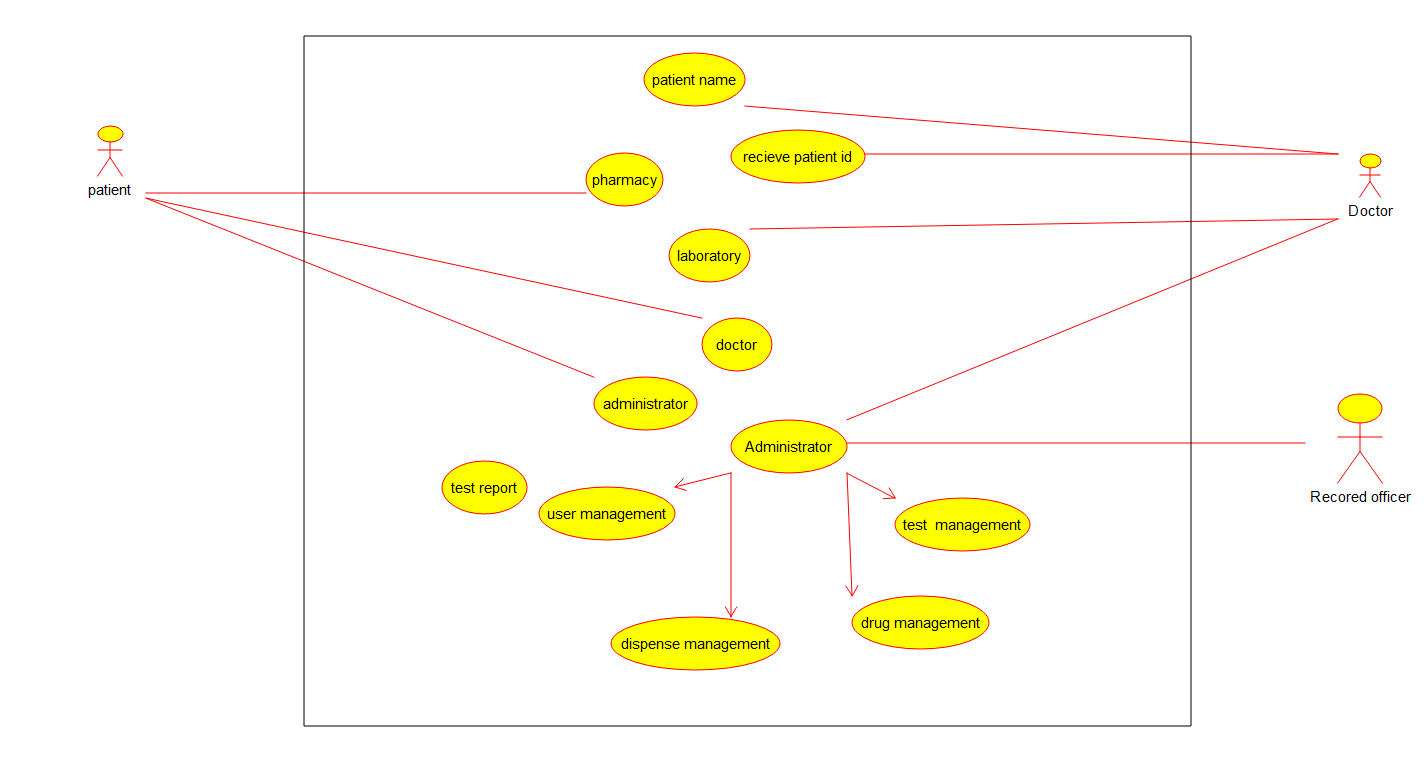 patient name
recieve patient id
patient
pharmacy
Doctor
laboratory
doctor
administrator
Administrator
test report
Recored officer
user management
test  management
drug management
dispense management